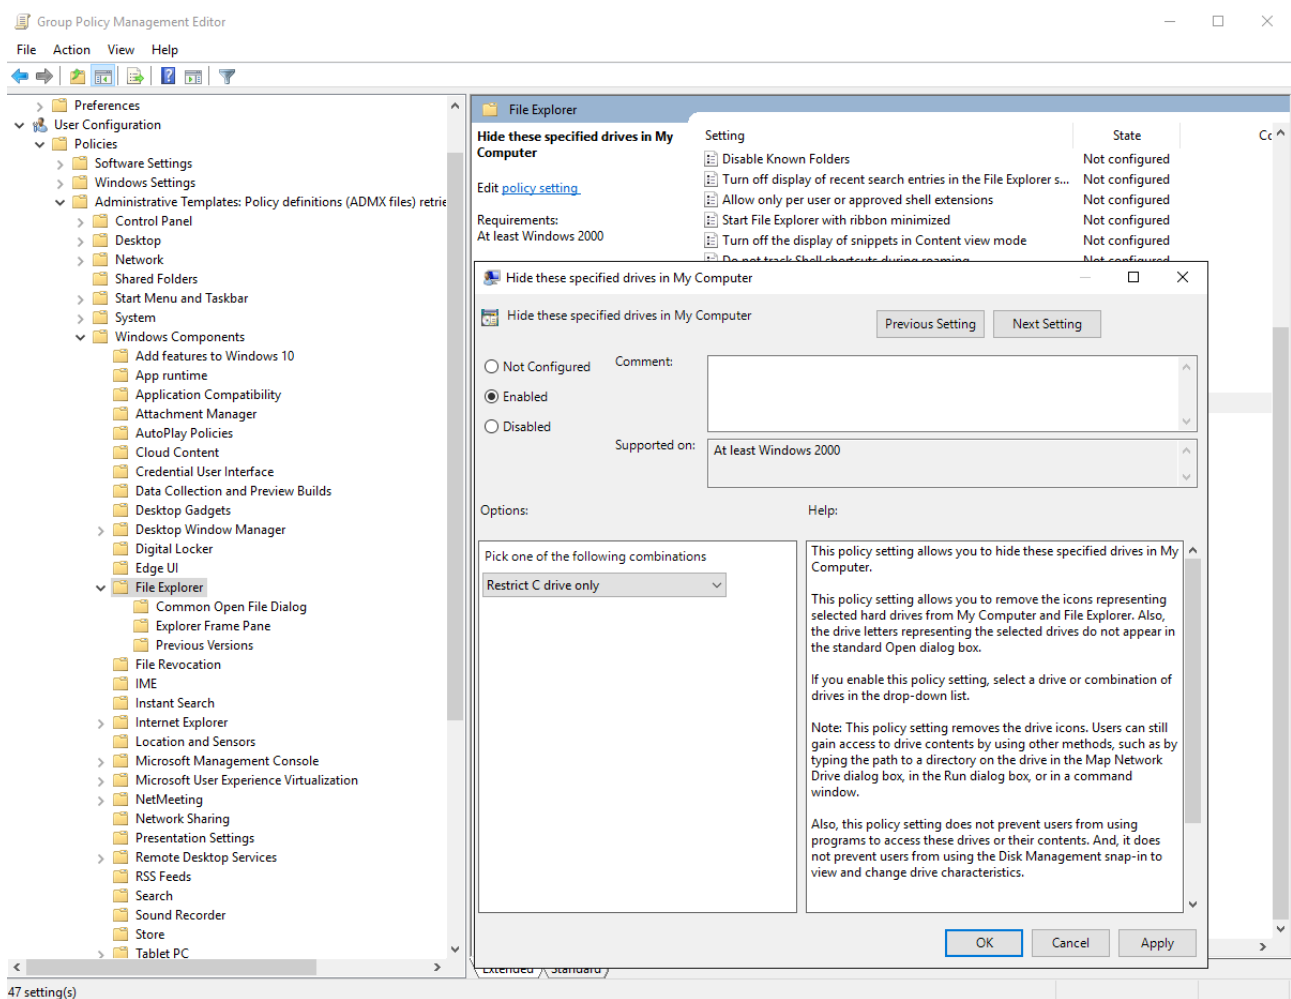 Group Policy Management Editor
File Action View Help
Preferences
User Configuration
Policies
Software Settings
Windows Settings
Administrative Templates: Policy definitions (ADMX files) retrie
Control Panel
Desktop
Network
Shared Folders
Start Menu and Taskbar
System
Windows Components
Add features to Windows 10
App runtime
Application Compatibility
Attachment Manager
AutoPlay Policies
Cloud Content
Credential User Interface
Data Collection and Preview Builds
Desktop Gadgets
Desktop Window Manager
Digital Locker
Edge UI
File Explorer
Common Open File Dialog
Explorer Frame Pane
Previous Versions
File Revocation
IME
Instant Search
Internet Explorer
Location and Sensors
Microsoft Management Console
Microsoft User Experience Virtualization
NetMeeting
Network Sharing
Presentation Settings
Remote Desktop Services
RSS Feeds
Search
Sound Recorder
Store
Tablet PC
File Explorer
Hide these specified drives in My
Computer
Edit policy setting
Requirements:
At least Windows 2000
Setting State Cc
Disable Known Folders Not configured
Turn off display of recent search entries in the File Explorer s... Not configured
Allow only per user or approved shell extensions Not configured
Start File Explorer with ribbon minimized Not configured
Turn off the display of snippets in Content view mode Not configured
Do not track Shell shortcuts during roaming Not configured
Hide these specified drives in My Computer
Hide these specified drives in My Computer
Previous Setting Next Setting
Not Configured
Enabled
Disabled
Comment:
Supported on:
At least Windows 2000
Options:
Help:
Pick one of the following combinations
Restrict C drive only
This policy setting allows you to hide these specified drives in My
Computer.
This policy setting allows you to remove the icons representing
selected hard drives from My Computer and File Explorer. Also,
the drive letters representing the selected drives do not appear in
the standard Open dialog box.
If you enable this policy setting, select a drive or combination of
drives in the drop-down list.
Note: This policy setting removes the drive icons. Users can still
gain access to drive contents by using other methods, such as by
typing the path to a directory on the drive in the Map Network
Drive dialog box, in the Run dialog box, or in a command
window.
Also, this policy setting does not prevent users from using
programs to access these drives or their contents. And, it does
not prevent users from using the Disk Management snap-in to
view and change drive characteristics.
OK Cancel Apply
Extended Standard
47 setting(s)